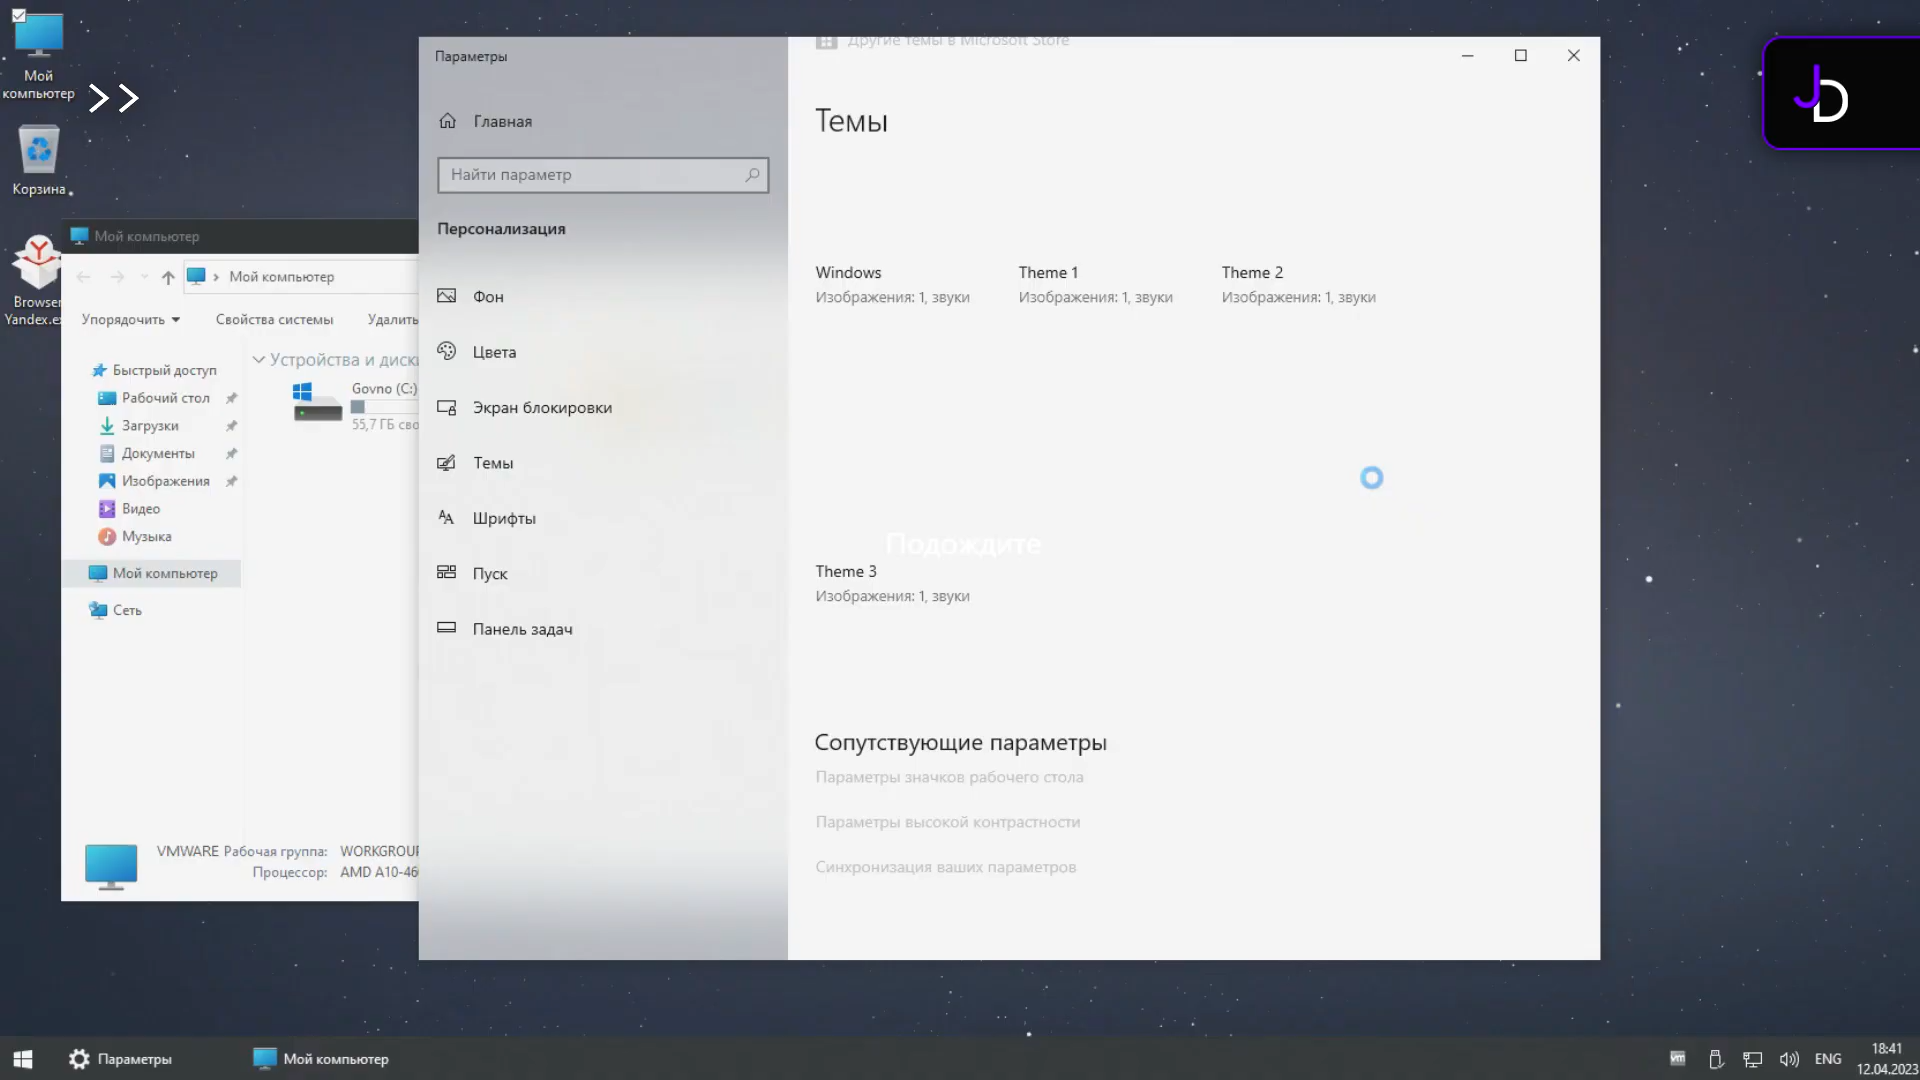 Мой
компьютер
Корзина
Browser
Yandex.ex
Мой компьютер
Мой компьютер
Упорядочить
Свойства системы
Удалить
Быстрый доступ
Рабочий стол
Загрузки
Документы
Изображения
Видео
Музыка
Мой компьютер
Сеть
Устройства и диски
Govno (C:)
55,7 ГБ сво
VMWARE Рабочая группа: WORKGROUP
Процессор: AMD A10-46
Параметры
Главная
Найти параметр
Персонализация
Фон
Цвета
Экран блокировки
Темы
Шрифты
Пуск
Панель задач
Другие темы в Microsoft Store
Темы
Windows
Изображения: 1, звуки
Theme 1
Изображения: 1, звуки
Theme 2
Изображения: 1, звуки
Подождите
Theme 3
Изображения: 1, звуки
Сопутствующие параметры
Параметры значков рабочего стола
Параметры высокой контрастности
Синхронизация ваших параметров
JD
Параметры
Мой компьютер
vm
ENG
18:41
12.04.2023